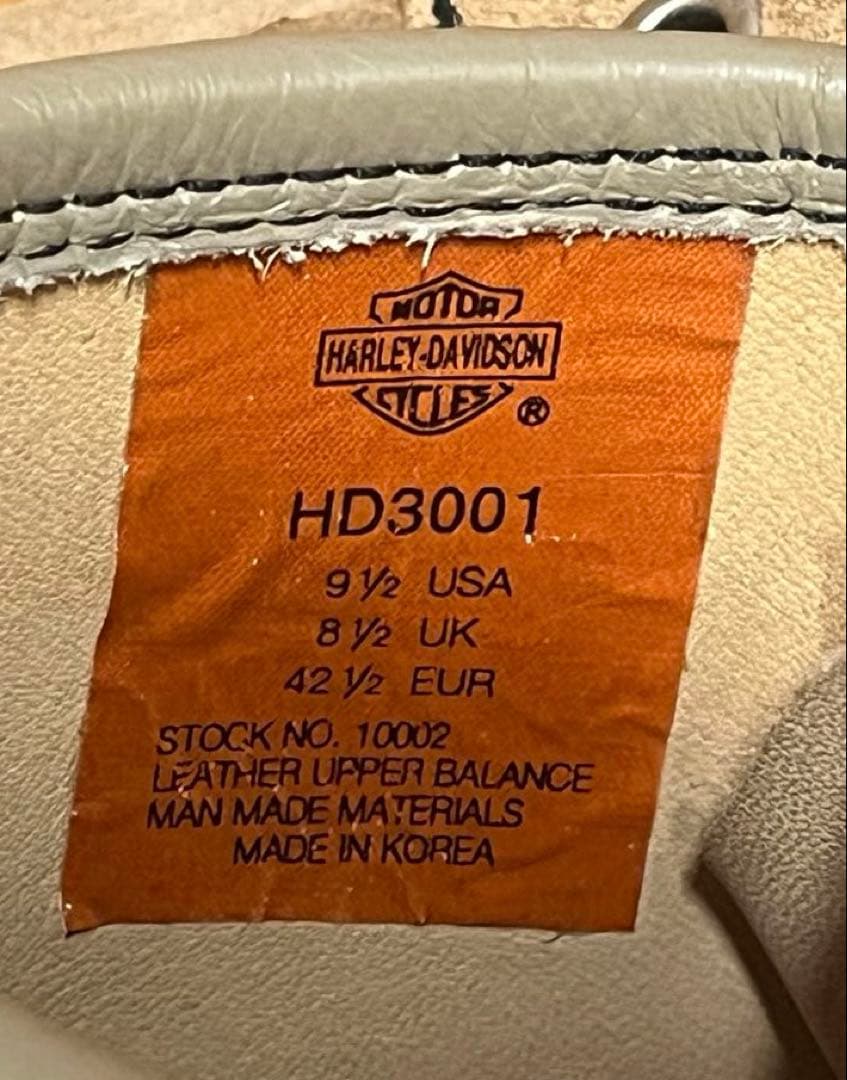 MOTOR
HARLEY-DAVIDSON
CYCLES ®
HD3001
9 ½ USA
8 ½ UK
42 ½ EUR
STOCK NO. 10002
LEATHER UPPER BALANCE
MAN MADE MATERIALS
MADE IN KOREA